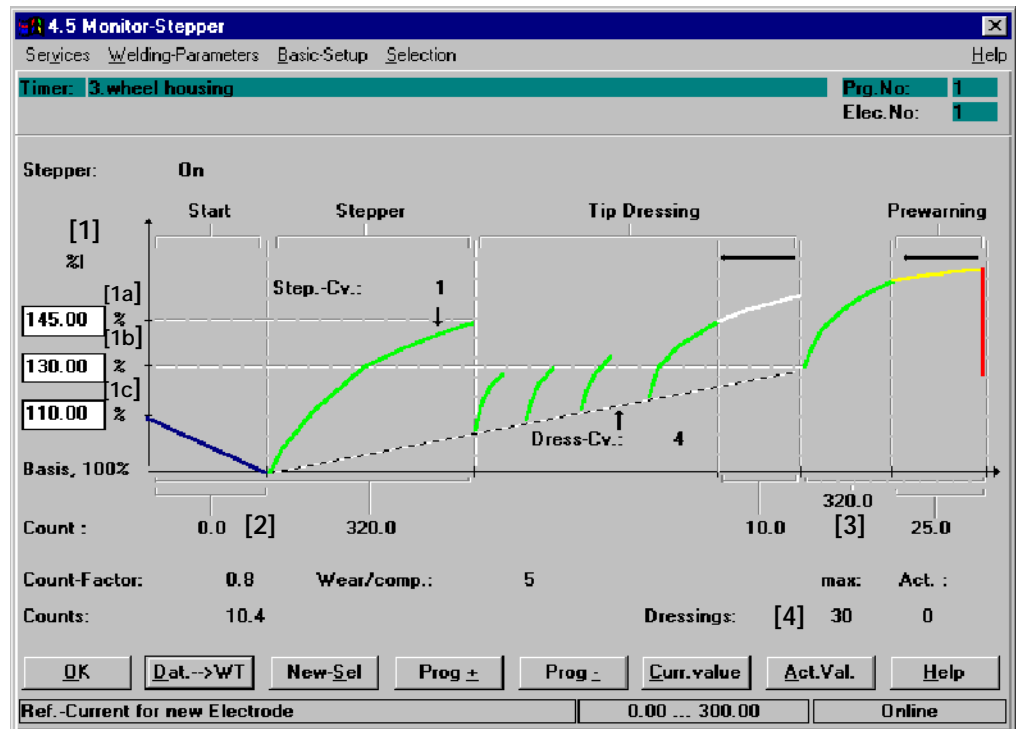 4.5 Monitor-Stepper
Services Welding-Parameters Basic-Setup Selection Help
Timer: 3.wheel housing Prg.No: 1
Elec.No: 1
Stepper: On
Start Stepper Tip Dressing Prewarning
[1]
%I
Step.-Cv.: 1
[1a]
145.00 %
[1b]
130.00 %
[1c]
110.00 %
Dress-Cv.: 4
Basis, 100%
320.0
Count : 0.0 [2] 320.0 10.0 [3] 25.0
Count-Factor: 0.8 Wear/comp.: 5 max: Act. :
Counts: 10.4 Dressings: [4] 30 0
OK Dat.-->WT New-Sel Prog + Prog - Curr.value Act.Val. Help
Ref.-Current for new Electrode 0.00 ... 300.00 Online